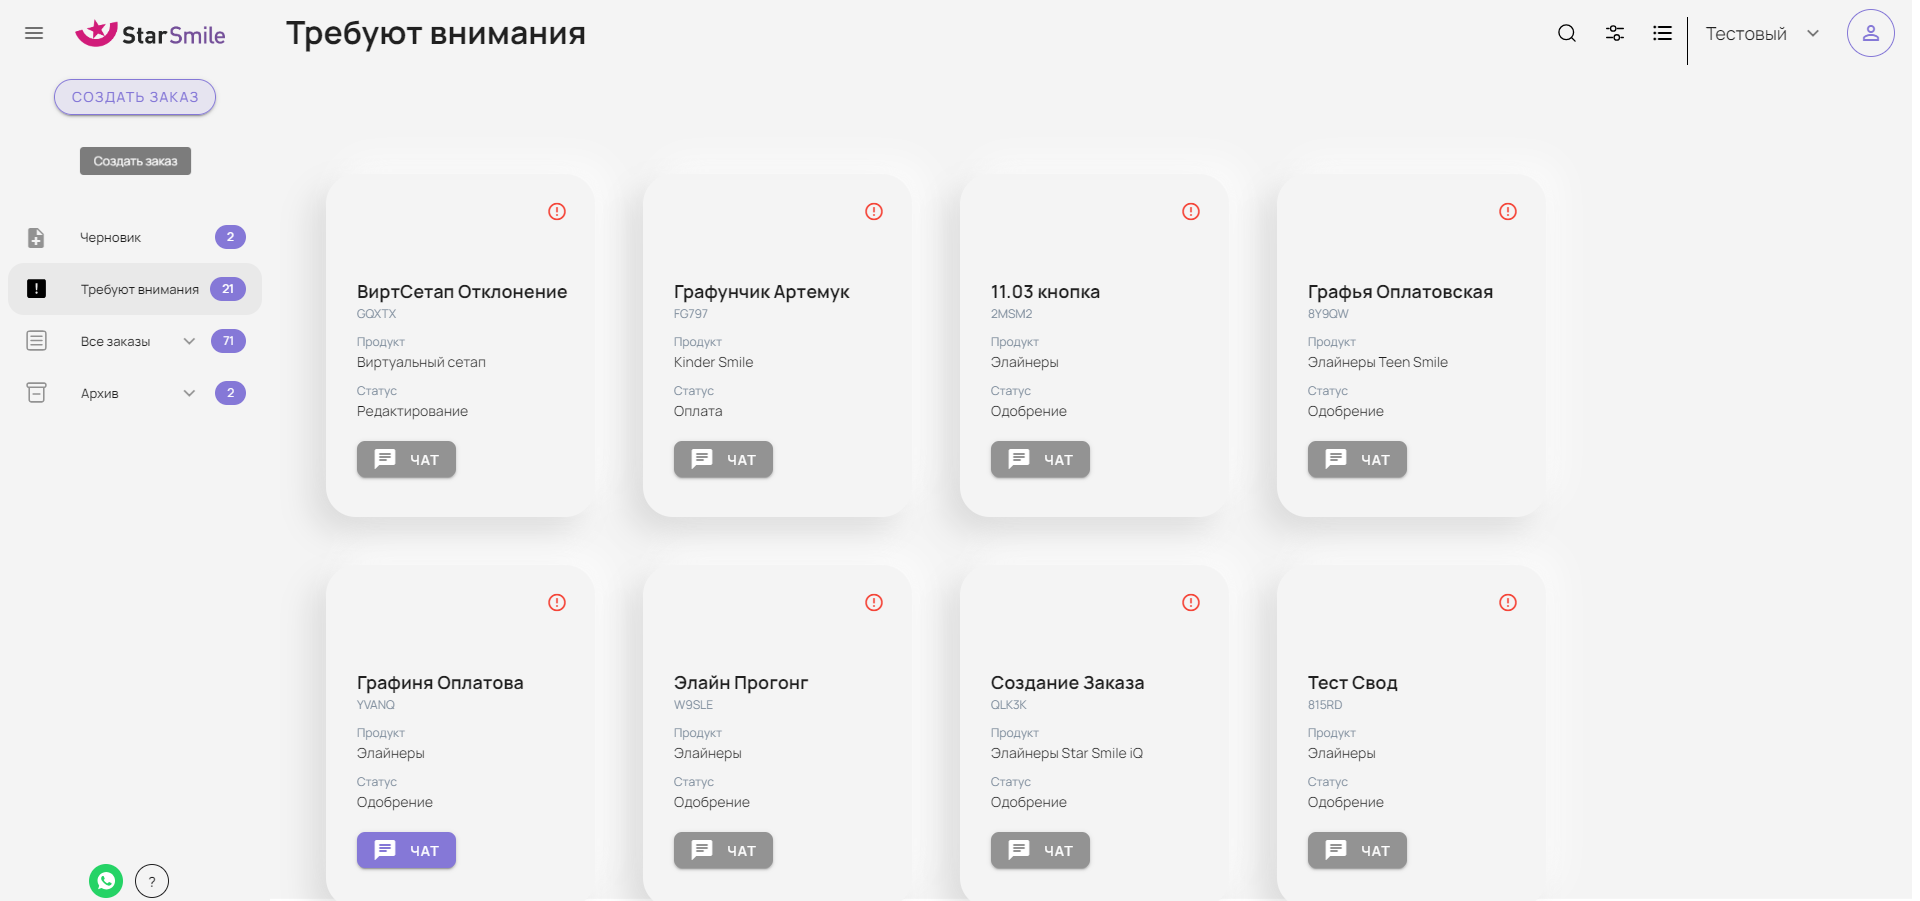 StarSmile
Требуют внимания
Тестовый
СОЗДАТЬ ЗАКАЗ
Создать заказ
Черновик 2
Требуют внимания 21
Все заказы 71
Архив 2
ВиртСетап Отклонение
GQXTX
Продукт
Виртуальный сетап
Статус
Редактирование
ЧАТ
Графунчик Артемук
FG797
Продукт
Kinder Smile
Статус
Оплата
ЧАТ
11.03 кнопка
2MSM2
Продукт
Элайнеры
Статус
Одобрение
ЧАТ
Графья Оплатовская
8Y9QW
Продукт
Элайнеры Teen Smile
Статус
Одобрение
ЧАТ
Графиня Оплатова
YVANQ
Продукт
Элайнеры
Статус
Одобрение
ЧАТ
Элайн Прогонг
W9SLE
Продукт
Элайнеры
Статус
Одобрение
ЧАТ
Создание Заказа
QLK3K
Продукт
Элайнеры Star Smile iQ
Статус
Одобрение
ЧАТ
Тест Свод
815RD
Продукт
Элайнеры
Статус
Одобрение
ЧАТ
?